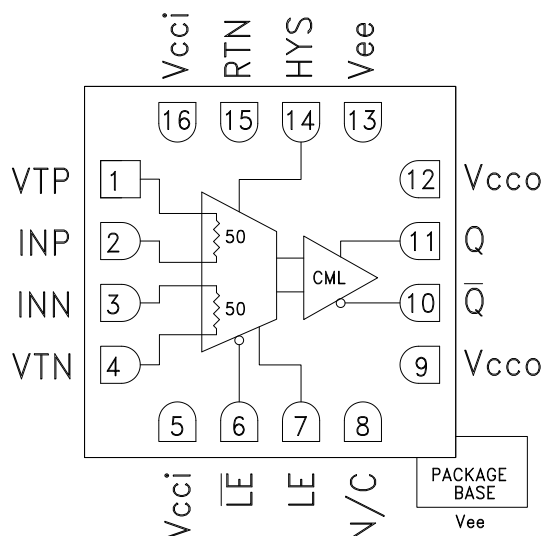 Vcci RTN HYS Vee
16 15 14 13
VTP 1 12 Vcco
INP 2 50 11 Q
CML
INN 3 50 10 Q̅
VTN 4 9 Vcco
5 6 7 8
Vcci L̅E̅ LE N/C
PACKAGE
BASE
Vee